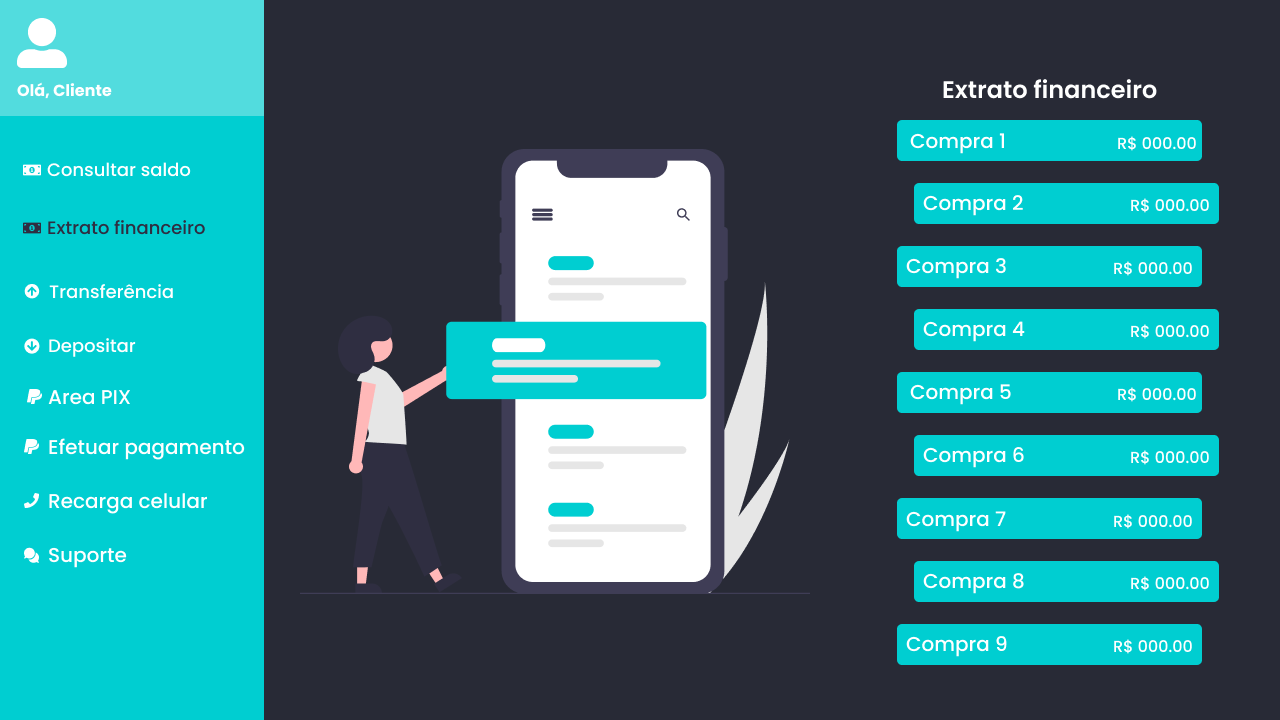 Olá, Cliente
Consultar saldo
Extrato financeiro
Transferência
Depositar
Area PIX
Efetuar pagamento
Recarga celular
Suporte
Extrato financeiro
Compra 1 R$ 000.00
Compra 2 R$ 000.00
Compra 3 R$ 000.00
Compra 4 R$ 000.00
Compra 5 R$ 000.00
Compra 6 R$ 000.00
Compra 7 R$ 000.00
Compra 8 R$ 000.00
Compra 9 R$ 000.00